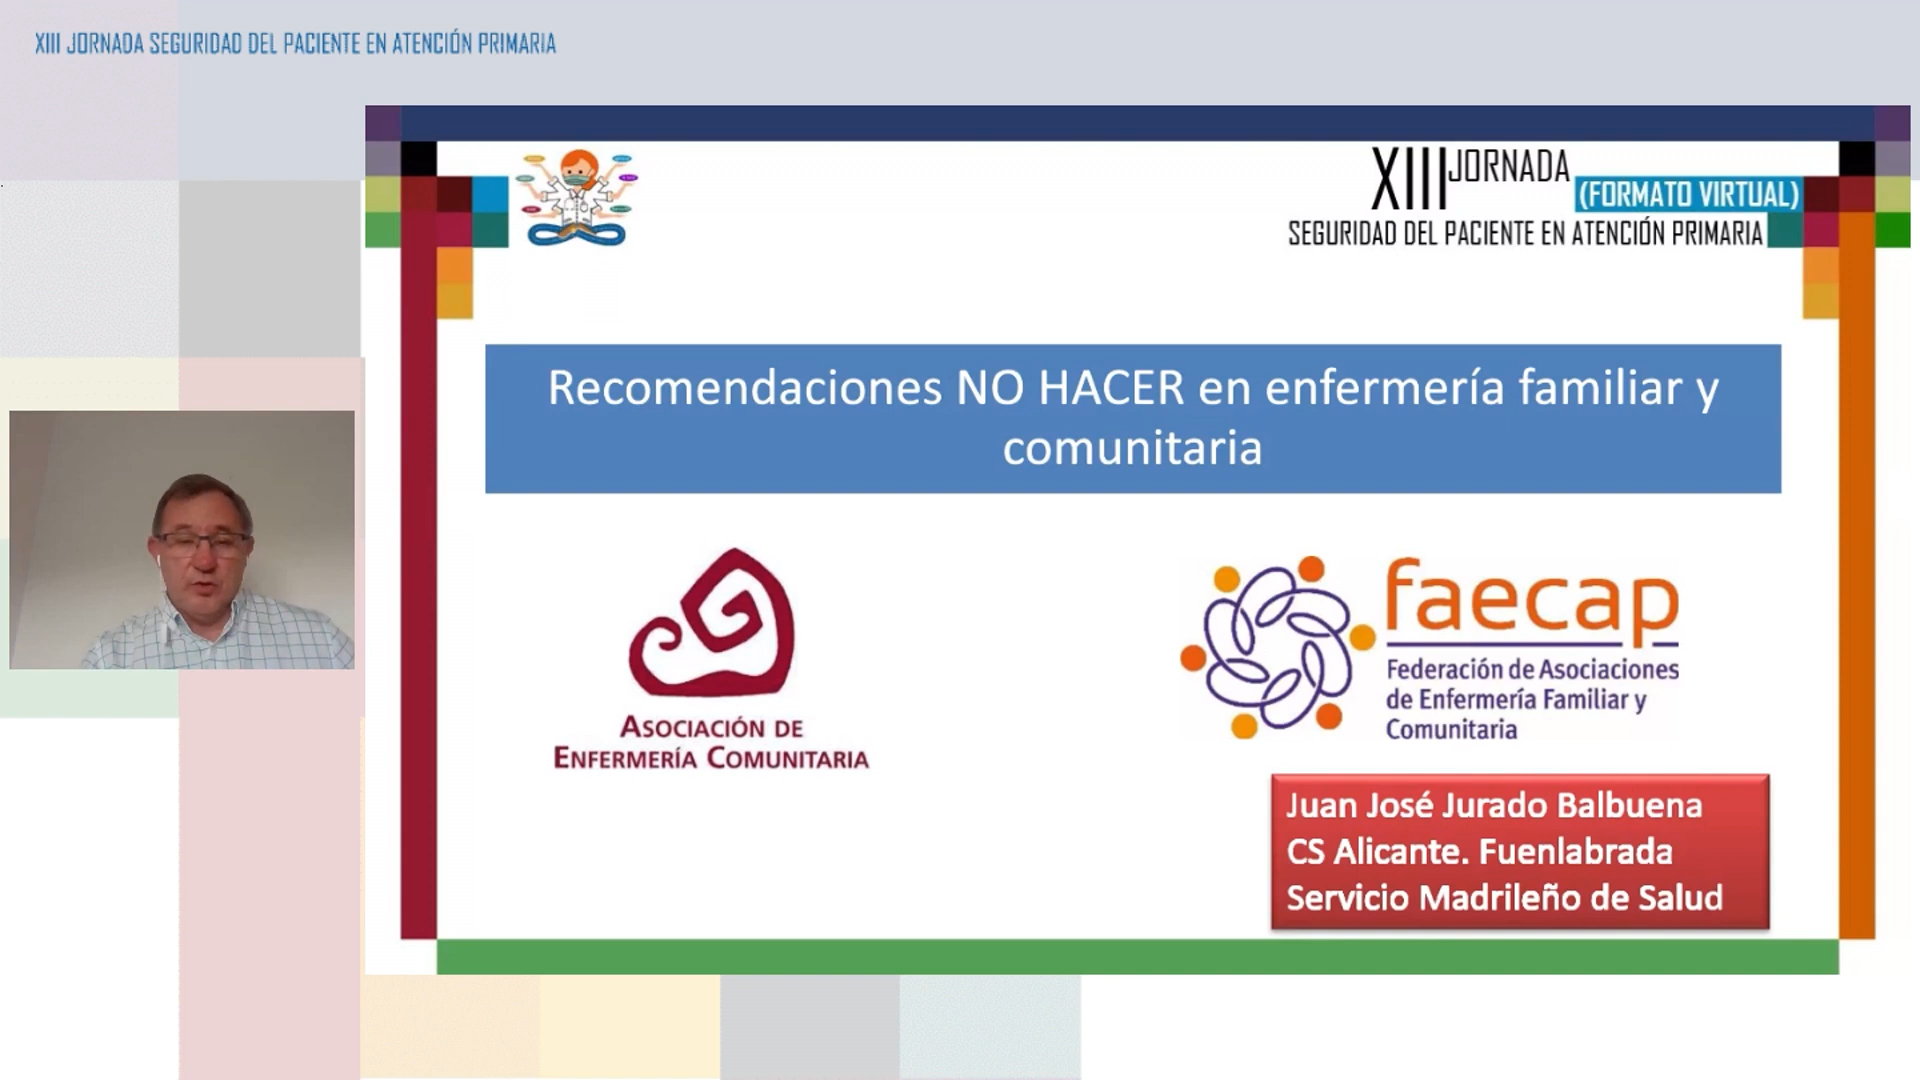 XIII JORNADA SEGURIDAD DEL PACIENTE EN ATENCIÓN PRIMARIA
XIII JORNADA
(FORMATO VIRTUAL)
SEGURIDAD DEL PACIENTE EN ATENCIÓN PRIMARIA
Recomendaciones NO HACER en enfermería familiar y
comunitaria
ASOCIACIÓN DE
ENFERMERÍA COMUNITARIA
faecap
Federación de Asociaciones
de Enfermería Familiar y
Comunitaria
Juan José Jurado Balbuena
CS Alicante. Fuenlabrada
Servicio Madrileño de Salud